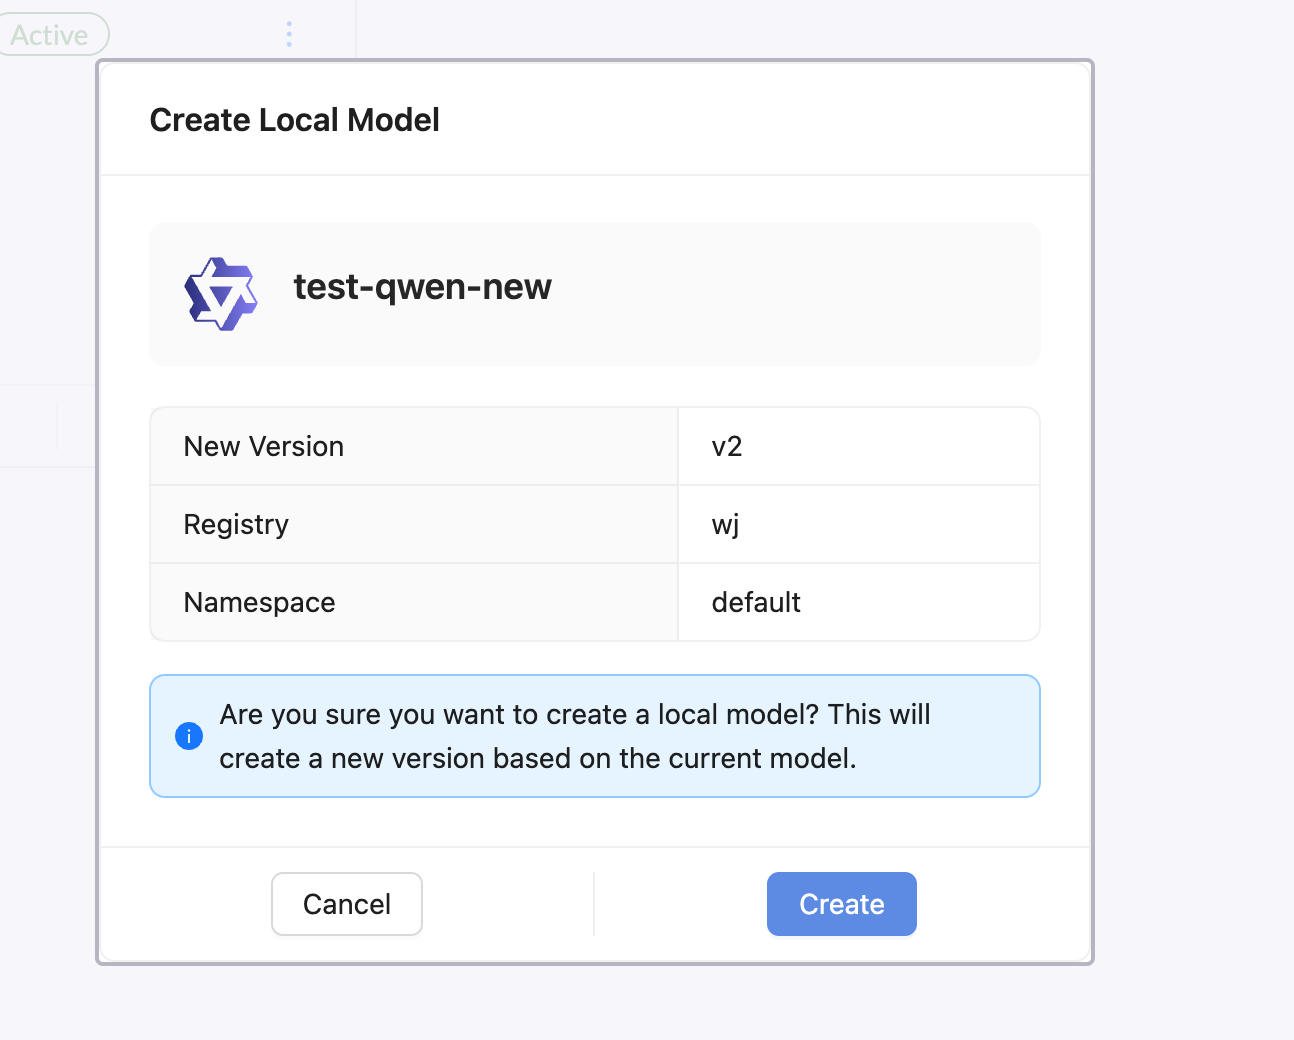 Active
Create Local Model
test-qwen-new
New Version v2
Registry wj
Namespace default
Are you sure you want to create a local model? This will
create a new version based on the current model.
Cancel Create